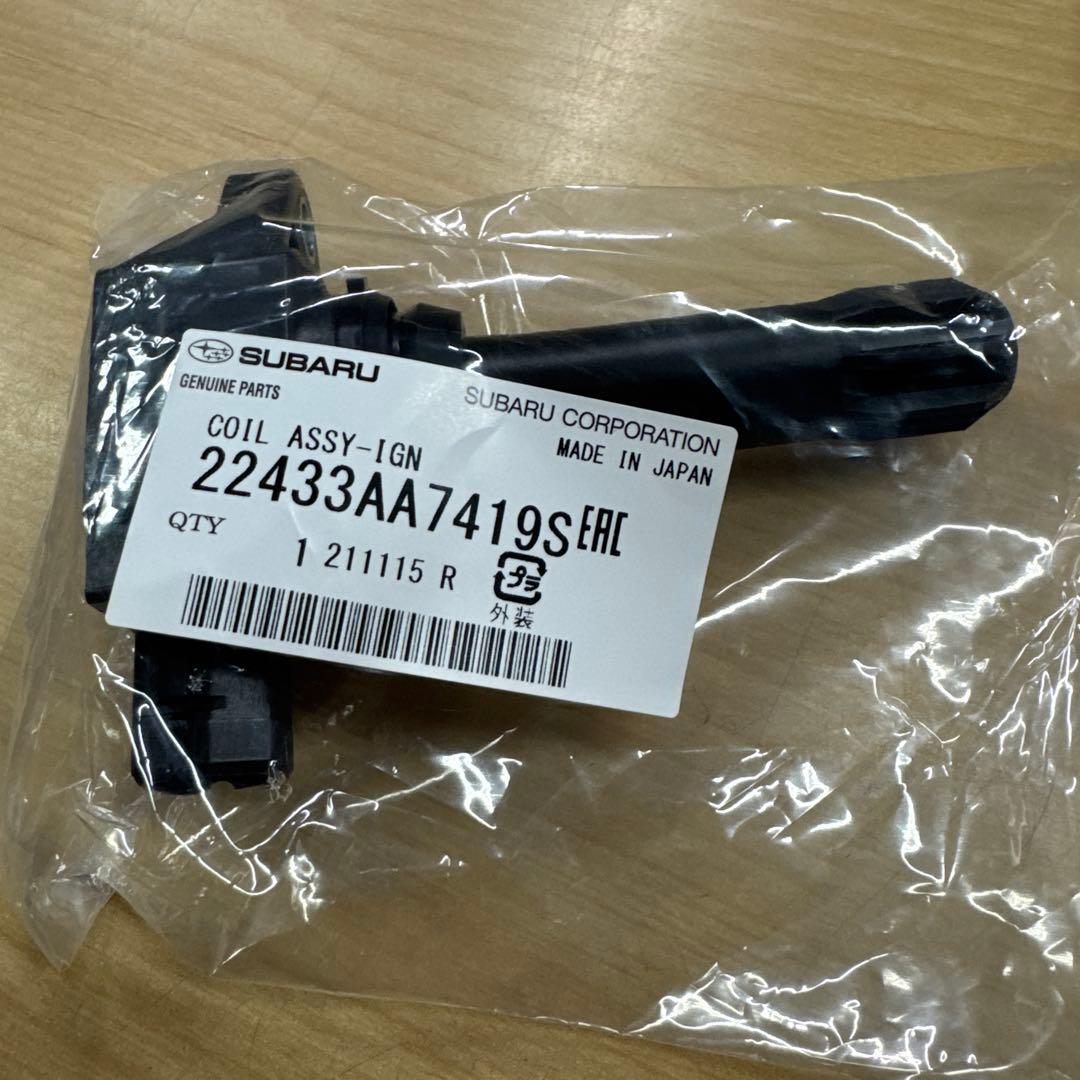 SUBARU
GENUINE PARTS
SUBARU CORPORATION
MADE IN JAPAN
COIL ASSY-IGN
22433AA7419S EAC
QTY
1 211115 R
プラ
外装